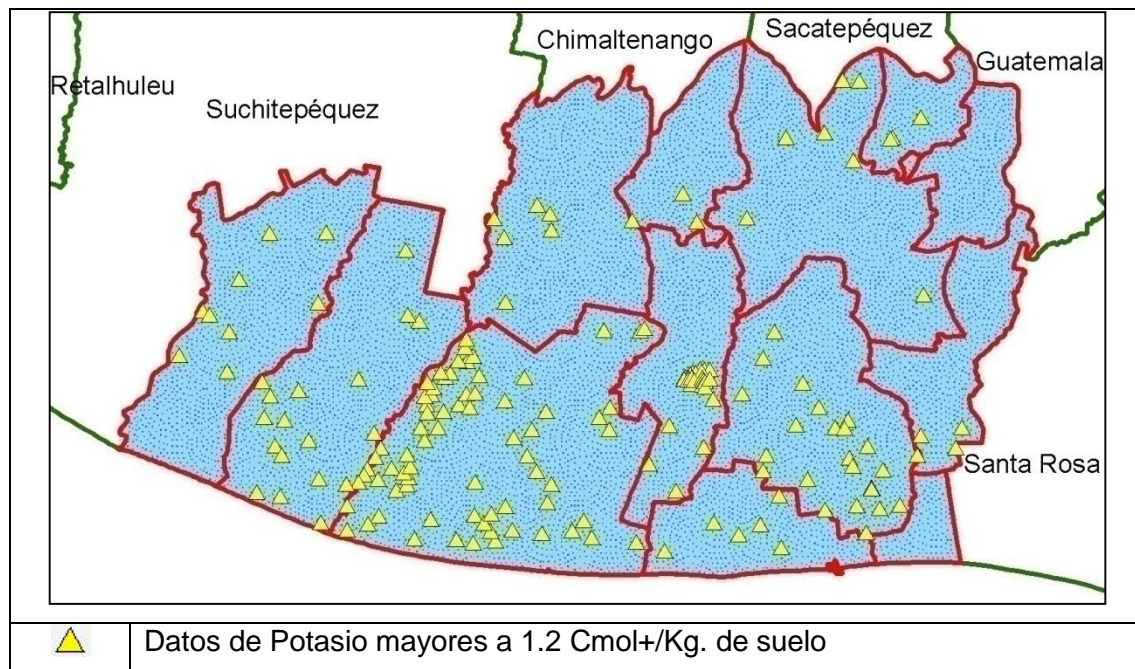 Chimaltenango
Sacatepéquez
Guatemala
Retalhuleu
Suchitepéquez
Santa Rosa
Datos de Potasio mayores a 1.2 Cmol+/Kg. de suelo